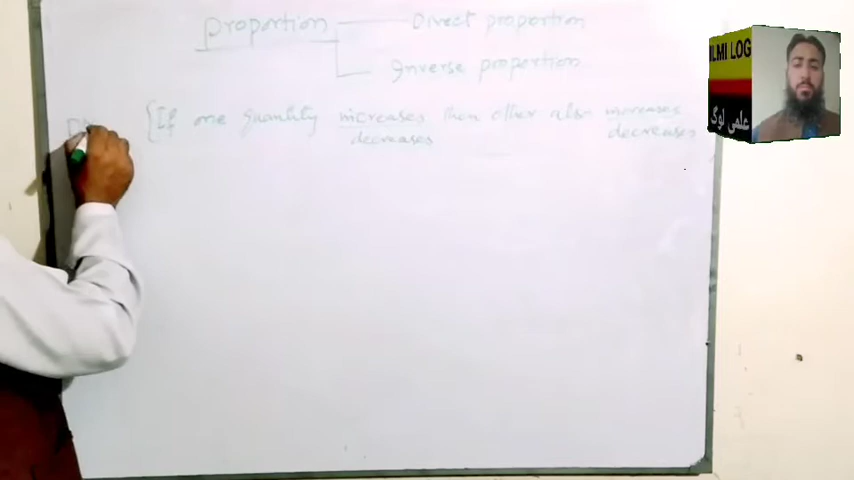 proportion Direct proportion
Inverse proportion
{If one quantity increases then other also increases
decreases decreases
ILMI LOG
علمی لوگ